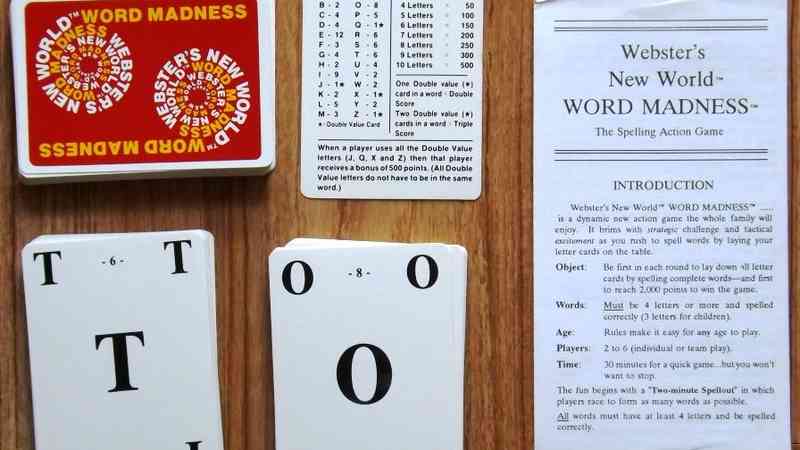 WORD MADNESS
WEBSTER'S NEW WORLD™
WORD MADNESS
WEBSTER'S NEW WORLD™
WORD MADNESS
WORD MADNESS
B - 2 O - 8 4 Letters - 50
C - 4 P - 5 5 Letters - 100
D - 4 Q - 1★ 6 Letters - 150
E - 12 R - 6 7 Letters - 200
F - 3 S - 6 8 Letters - 250
G - 4 T - 6 9 Letters - 300
H - 2 U - 4 10 Letters - 500
I - 9 V - 2
J - 1★ W - 2
K - 2 X - 1★
L - 5 Y - 2
M - 3 Z - 1★
★ - Double Value Card
One Double value (★)
card in a word - Double
Score
Two Double value (★)
cards in a word - Triple
Score
When a player uses all the Double Value
letters (J, Q, X and Z) then that player
receives a bonus of 500 points. (All Double
Value letters do not have to be in the same
word.)
T - 6 - T
T
O - 8 - O
O
Webster's
New World™
WORD MADNESS™
The Spelling Action Game
INTRODUCTION
Webster's New World™ WORD MADNESS™ .....
is a dynamic new action game the whole family will
enjoy. It brims with strategic challenge and tactical
excitement as you rush to spell words by laying your
letter cards on the table.
Object: Be first in each round to lay down all letter
cards by spelling complete words—and first
to reach 2,000 points to win the game.
Words: Must be 4 letters or more and spelled
correctly (3 letters for children).
Age: Rules make it easy for any age to play.
Players: 2 to 6 (individual or team play).
Time: 30 minutes for a quick game...but you won't
want to stop.
The fun begins with a "Two-minute Spellout" in which
players race to form as many words as possible.
All words must have at least 4 letters and be spelled
correctly.